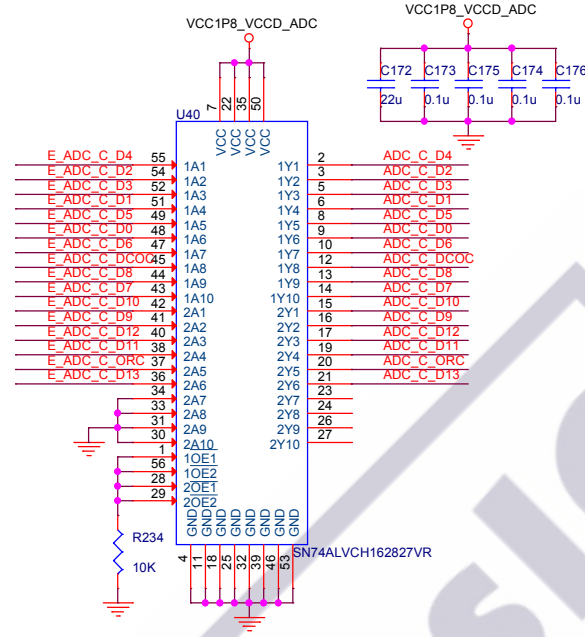 VCC1P8_VCCD_ADC
VCC1P8_VCCD_ADC
C172 C173 C175 C174 C176
22u 0.1u 0.1u 0.1u 0.1u
7 22 35 50
U40
VCC VCC VCC VCC
E_ADC_C_D4 55 1A1 1Y1 2 ADC_C_D4
E_ADC_C_D2 54 1A2 1Y2 3 ADC_C_D2
E_ADC_C_D3 52 1A3 1Y3 5 ADC_C_D3
E_ADC_C_D1 51 1A4 1Y4 6 ADC_C_D1
E_ADC_C_D5 49 1A5 1Y5 8 ADC_C_D5
E_ADC_C_D0 48 1A6 1Y6 9 ADC_C_D0
E_ADC_C_D6 47 1A7 1Y7 10 ADC_C_D6
E_ADC_C_DCOC 45 1A8 1Y8 12 ADC_C_DCOC
E_ADC_C_D8 44 1A9 1Y9 13 ADC_C_D8
E_ADC_C_D7 43 1A10 1Y10 14 ADC_C_D7
E_ADC_C_D10 42 2A1 2Y1 15 ADC_C_D10
E_ADC_C_D9 41 2A2 2Y2 16 ADC_C_D9
E_ADC_C_D12 40 2A3 2Y3 17 ADC_C_D12
E_ADC_C_D11 38 2A4 2Y4 19 ADC_C_D11
E_ADC_C_ORC 37 2A5 2Y5 20 ADC_C_ORC
E_ADC_C_D13 36 2A6 2Y6 21 ADC_C_D13
34 2A7 2Y7 23
33 2A8 2Y8 24
31 2A9 2Y9 26
30 2A10 2Y10 27
1 1OE1
56 1OE2
28 2OE1
29 2OE2
GND GND GND GND GND GND GND GND
R234
10K
SN74ALVCH162827VR
4 11 18 25 32 39 46 53